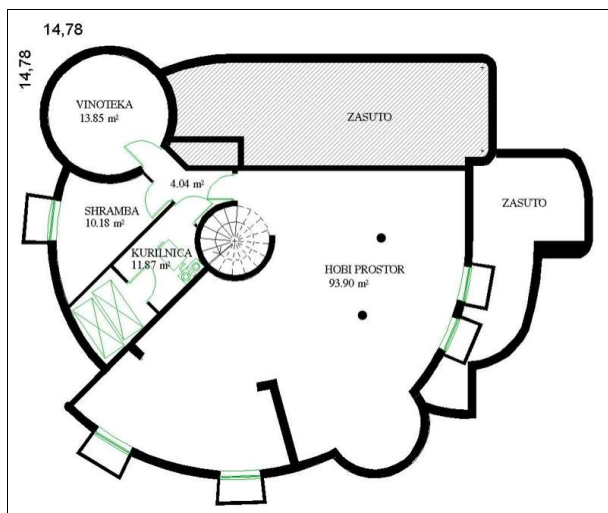 14,78
14,78
VINOTEKA
13.85 m²
ZASUTO
4.04 m²
ZASUTO
SHRAMBA
10.18 m²
KURILNICA
11.87 m²
HOBI PROSTOR
93.90 m²